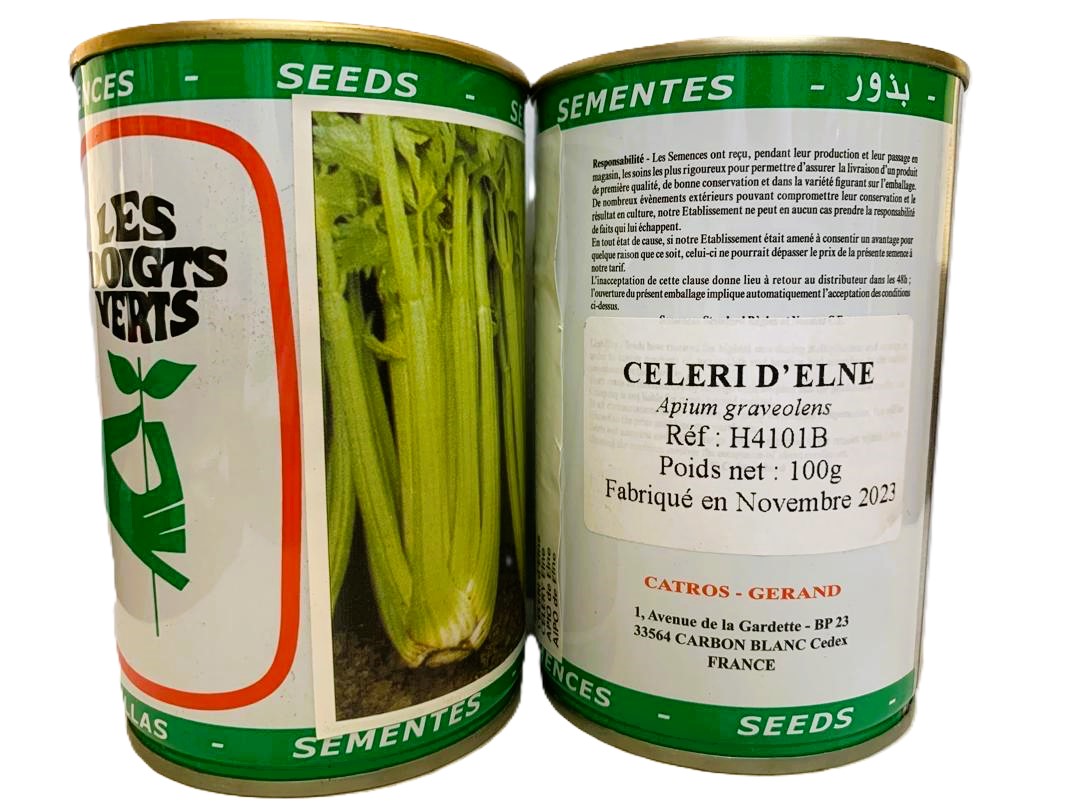 SEEDS
LES
DOIGTS
VERTS
SEMENTES
SEMENTES - بذور -
Responsabilité - Les Semences ont reçu, pendant leur production et leur passage en
magasin, les soins les plus rigoureux pour permettre d'assurer la livraison d'un produit
de première qualité, de bonne conservation et dans la variété figurant sur l'emballage.
De nombreux évènements extérieurs pouvant compromettre leur conservation et le
résultat en culture, notre Etablissement ne peut en aucun cas prendre la responsabilité
de faits qui lui échappent.
En tout état de cause, si notre Etablissement était amené à consentir un avantage pour
quelque raison que ce soit, celui-ci ne pourrait dépasser le prix de la présente semence à
notre tarif.
L'inacceptation de cette clause donne lieu à retour au distributeur dans les 48h ;
l'ouverture du présent emballage implique automatiquement l'acceptation des conditions
ci-dessus.
CELERI D'ELNE
Apium graveolens
Réf : H4101B
Poids net : 100g
Fabriqué en Novembre 2023
CATROS - GERAND
1, Avenue de la Gardette - BP 23
33564 CARBON BLANC Cedex
FRANCE
SEEDS